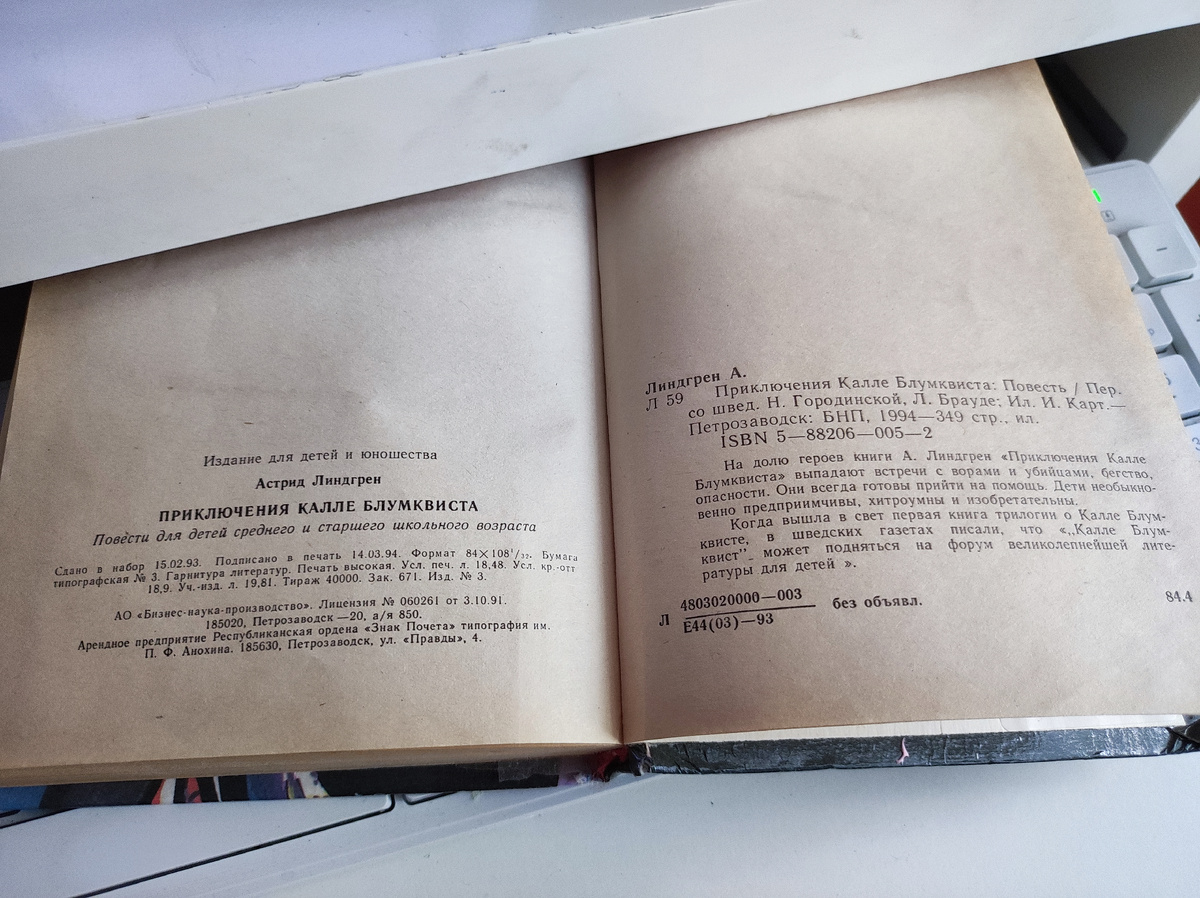 Издание для детей и юношества
Астрид Линдгрен
ПРИКЛЮЧЕНИЯ КАЛЛЕ БЛУМКВИСТА
Повести для детей среднего и старшего школьного возраста
Сдано в набор 15.02.93. Подписано в печать 14.03.94. Формат 84×108¹/₃₂. Бумага
типографская № 3. Гарнитура литератур. Печать высокая. Усл. печ. л. 18,48. Усл. кр.-отт
18,9. Уч.-изд. л. 19,81. Тираж 40000. Зак. 671. Изд. № 3.
АО «Бизнес-наука-производство». Лицензия № 060261 от 3.10.91.
185020, Петрозаводск—20, а/я 850.
Арендное предприятие Республиканская ордена «Знак Почета» типография им.
П. Ф. Анохина. 185630, Петрозаводск, ул. «Правды», 4.
Линдгрен А.
Л 59 Приключения Калле Блумквиста: Повесть / Пер.
со швед. Н. Городинской, Л. Брауде; Ил. И. Карт.—
Петрозаводск: БНП, 1994—349 стр., ил.
ISBN 5—88206—005—2
На долю героев книги А. Линдгрен «Приключения Калле
Блумквиста» выпадают встречи с ворами и убийцами, бегство,
опасности. Они всегда готовы прийти на помощь. Дети необыкно-
венно предприимчивы, хитроумны и изобретательны.
Когда вышла в свет первая книга трилогии о Калле Блум-
квисте, в шведских газетах писали, что «„Калле Блум-
квист”- может подняться на форум великолепнейшей лите-
ратуры для детей ».
Л 4803020000—003
Е44(03)—93 без объявл. 84.4